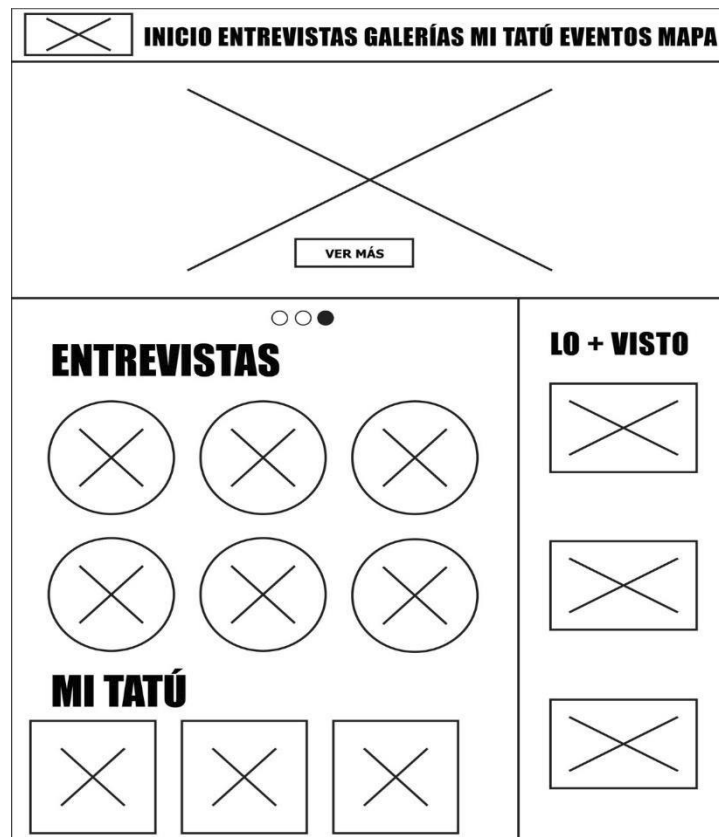 INICIO ENTREVISTAS GALERÍAS MI TATÚ EVENTOS MAPA
VER MÁS
ENTREVISTAS
MI TATÚ
LO + VISTO